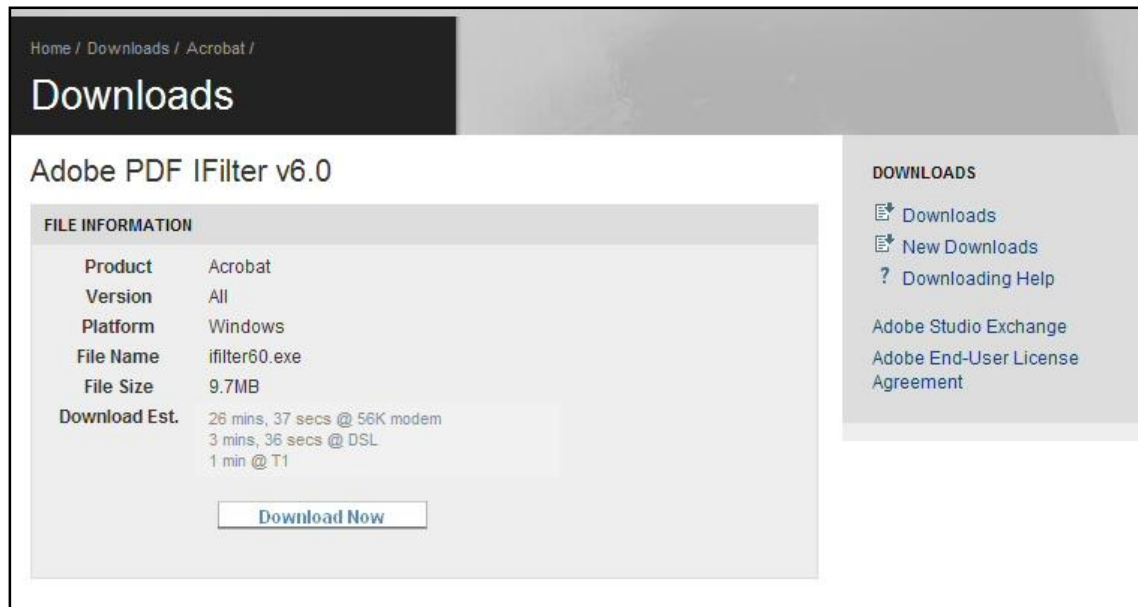 Home / Downloads / Acrobat /
Downloads
Adobe PDF IFilter v6.0
FILE INFORMATION
Product Acrobat
Version All
Platform Windows
File Name ifilter60.exe
File Size 9.7MB
Download Est. 26 mins, 37 secs @ 56K modem
3 mins, 36 secs @ DSL
1 min @ T1
Download Now
DOWNLOADS
Downloads
New Downloads
? Downloading Help
Adobe Studio Exchange
Adobe End-User License
Agreement